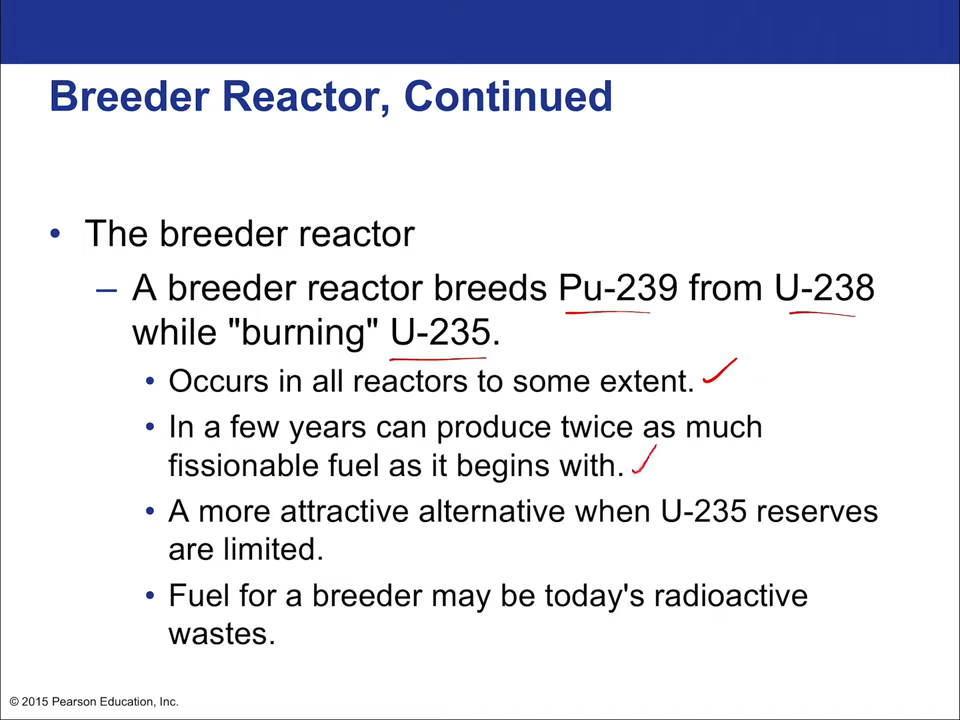 Breeder Reactor, Continued
• The breeder reactor
– A breeder reactor breeds Pu-239 from U-238
while "burning" U-235.
• Occurs in all reactors to some extent.
• In a few years can produce twice as much
fissionable fuel as it begins with.
• A more attractive alternative when U-235 reserves
are limited.
• Fuel for a breeder may be today's radioactive
wastes.
© 2015 Pearson Education, Inc.